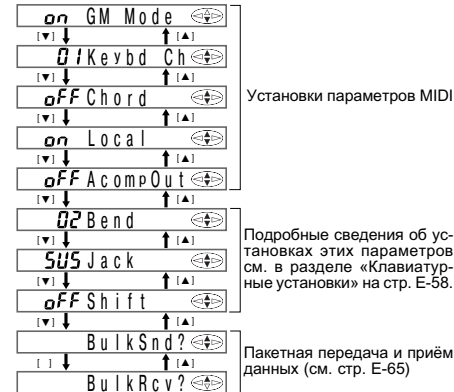 on GM Mode
[▼] [▲]
01 Keybd Ch
[▼] [▲]
oFF Chord
[▼] [▲]
on Local
[▼] [▲]
oFF AcompOut
[▼] [▲]
02 Bend
[▼] [▲]
SUS Jack
[▼] [▲]
oFF Shift
[▼] [▲]
BulkSnd?
[ ] [▲]
BulkRcv?
Установки параметров MIDI
Подробные сведения об ус-
тановках этих параметров
см. в разделе «Клавиатур-
ные установки» на стр. E-58.
Пакетная передача и приём
данных (см. стр. E-65)